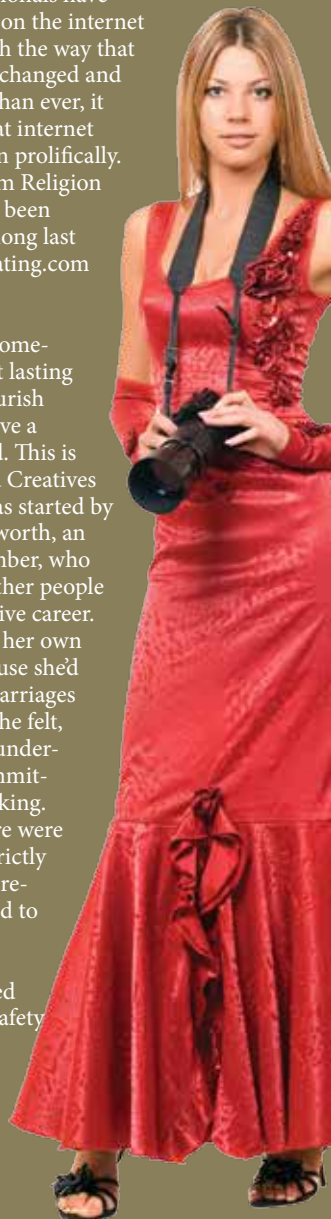 on the internet
h the way that
changed and
han ever, it
at internet
n prolifically.
m Religion
been
ong last
ating.com
ome-
t lasting
urish
ve a
l. This is
Creatives
as started by
worth, an
mber, who
ther people
ive career.
her own
use she'd
arriages
he felt,
under-
mmit-
king.
re were
rictly
re-
d to
ed
afety